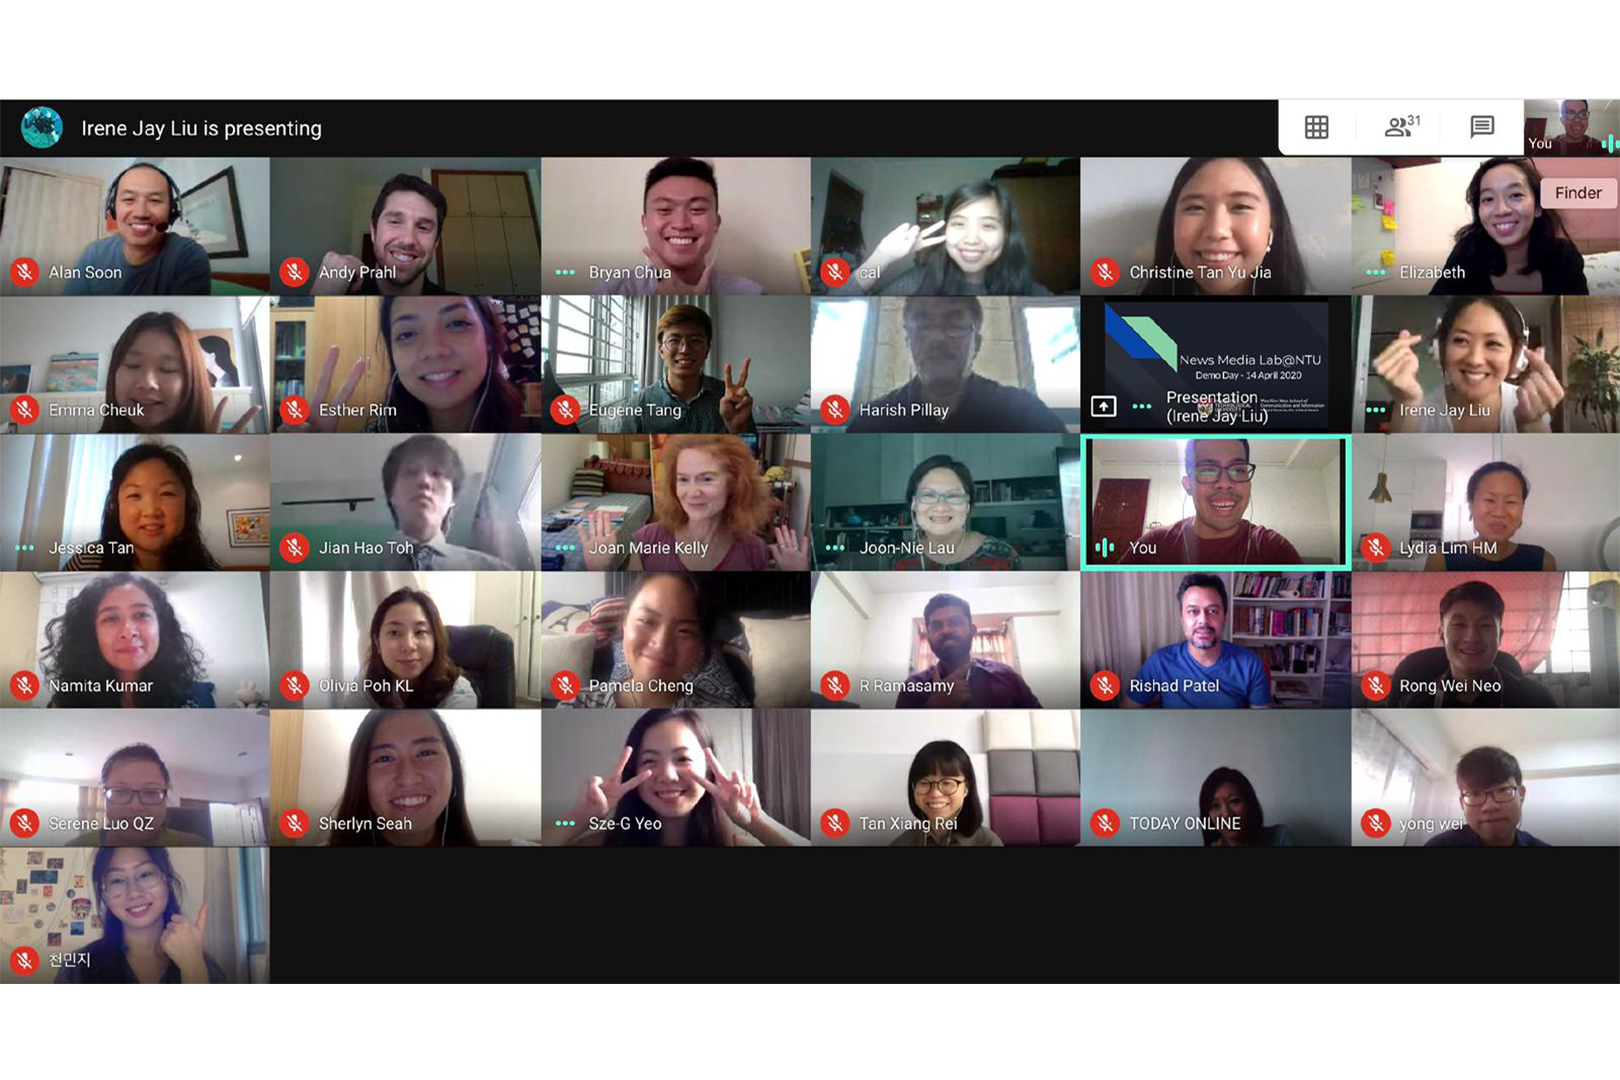 Irene Jay Liu is presenting
31
You
Finder
Alan Soon
Andy Prahl
Bryan Chua
cal
Christine Tan Yu Jia
Elizabeth
Emma Cheuk
Esther Rim
Eugene Tang
Harish Pillay
News Media Lab@NTU
Demo Day - 14 April 2020
Presentation
(Irene Jay Liu)
Irene Jay Liu
Jessica Tan
Jian Hao Toh
Joan Marie Kelly
Joon-Nie Lau
You
Lydia Lim HM
Namita Kumar
Olivia Poh KL
Pamela Cheng
R Ramasamy
Rishad Patel
Rong Wei Neo
Serene Luo QZ
Sherlyn Seah
Sze-G Yeo
Tan Xiang Rei
TODAY ONLINE
yong wei
천민지